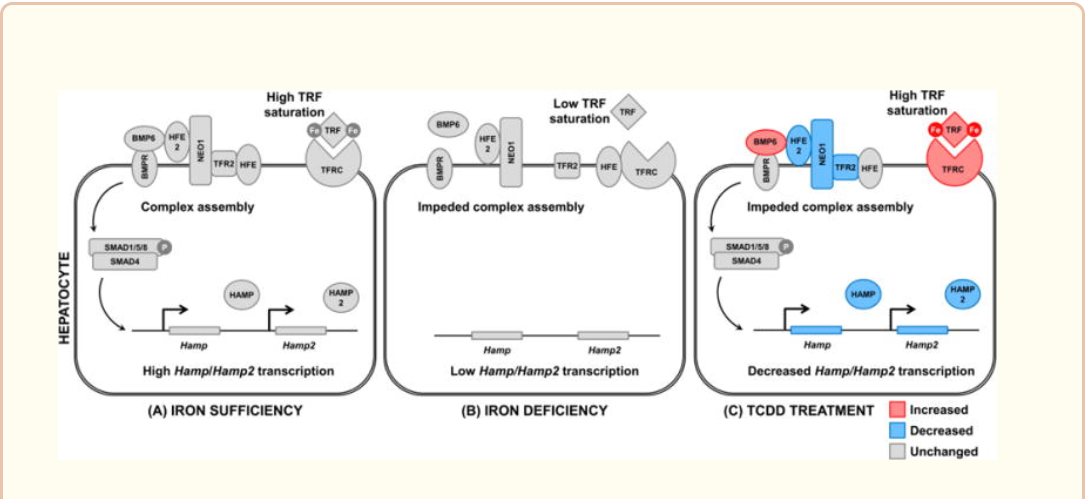 HEPATOCYTE
High TRF
saturation
Fe
TRF
Fe
BMP6
HFE
2
NEO1
BMPR
TFR2
HFE
TFRC
Complex assembly
SMAD1/5/8
P
SMAD4
HAMP
HAMP
2
Hamp
Hamp2
High Hamp/Hamp2 transcription
(A) IRON SUFFICIENCY
Low TRF
saturation
TRF
BMP6
HFE
2
NEO1
BMPR
TFR2
HFE
TFRC
Impeded complex assembly
Hamp
Hamp2
Low Hamp/Hamp2 transcription
(B) IRON DEFICIENCY
High TRF
saturation
Fe
TRF
Fe
BMP6
HFE
2
NEO1
BMPR
TFR2
HFE
TFRC
Impeded complex assembly
SMAD1/5/8
P
SMAD4
HAMP
HAMP
2
Hamp
Hamp2
Decreased Hamp/Hamp2 transcription
(C) TCDD TREATMENT
Increased
Decreased
Unchanged